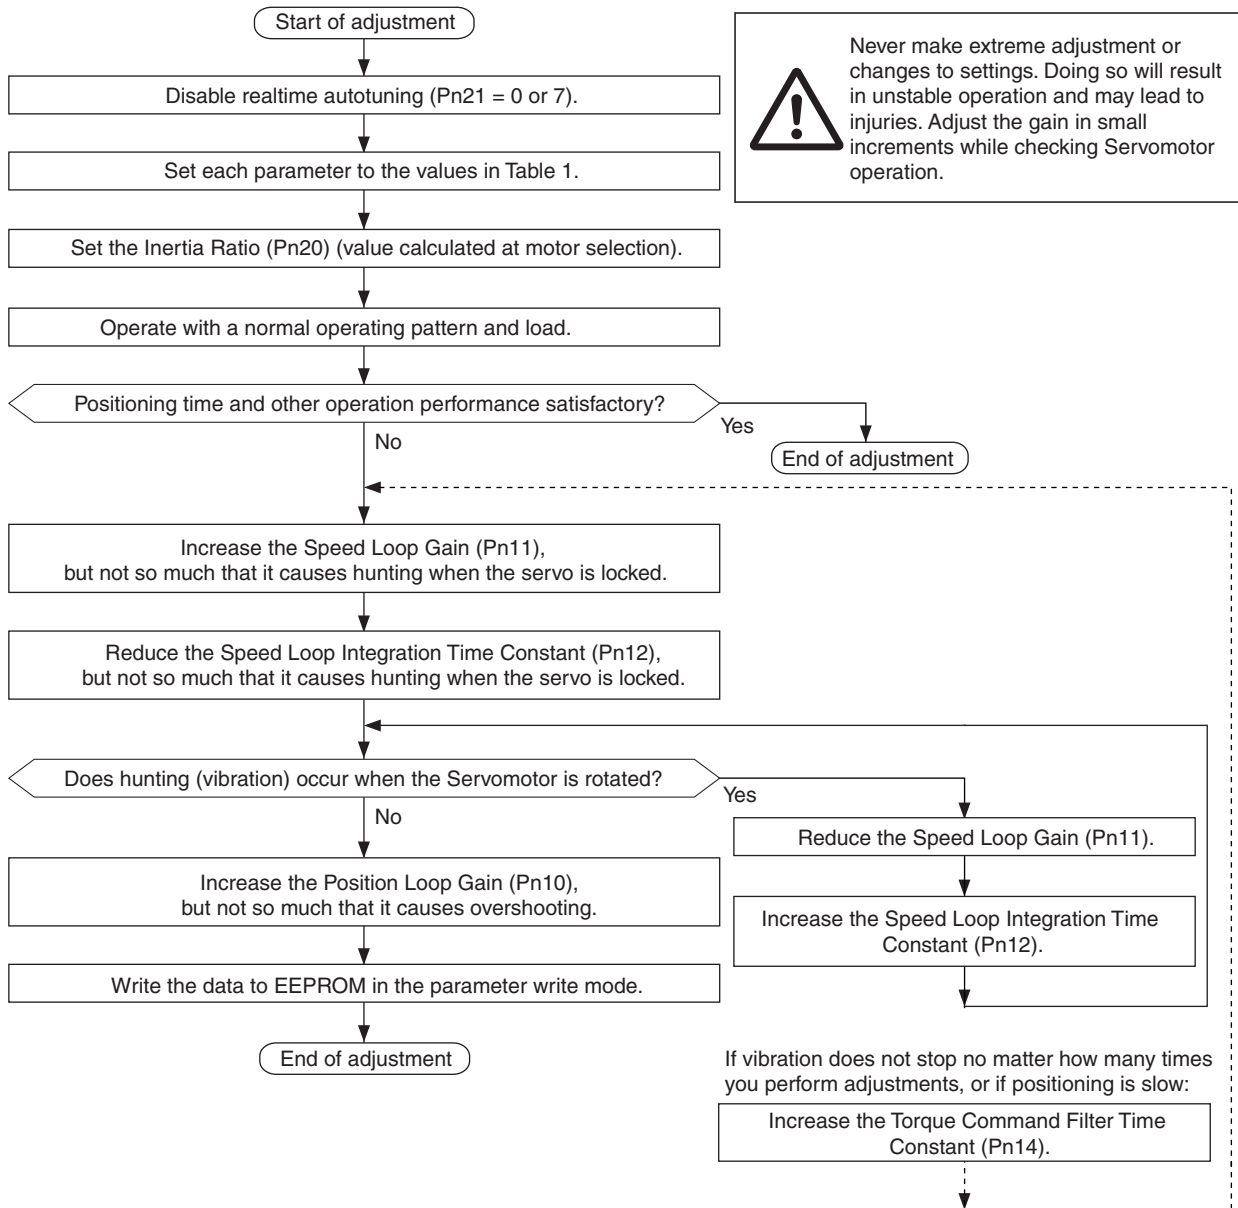 Start of adjustment
Never make extreme adjustment or
changes to settings. Doing so will result
in unstable operation and may lead to
injuries. Adjust the gain in small
increments while checking Servomotor
operation.
Disable realtime autotuning (Pn21 = 0 or 7).
Set each parameter to the values in Table 1.
Set the Inertia Ratio (Pn20) (value calculated at motor selection).
Operate with a normal operating pattern and load.
Positioning time and other operation performance satisfactory?
Yes
No
End of adjustment
Increase the Speed Loop Gain (Pn11),
but not so much that it causes hunting when the servo is locked.
Reduce the Speed Loop Integration Time Constant (Pn12),
but not so much that it causes hunting when the servo is locked.
Does hunting (vibration) occur when the Servomotor is rotated?
Yes
No
Reduce the Speed Loop Gain (Pn11).
Increase the Position Loop Gain (Pn10),
but not so much that it causes overshooting.
Increase the Speed Loop Integration Time
Constant (Pn12).
Write the data to EEPROM in the parameter write mode.
End of adjustment
If vibration does not stop no matter how many times
you perform adjustments, or if positioning is slow:
Increase the Torque Command Filter Time
Constant (Pn14).